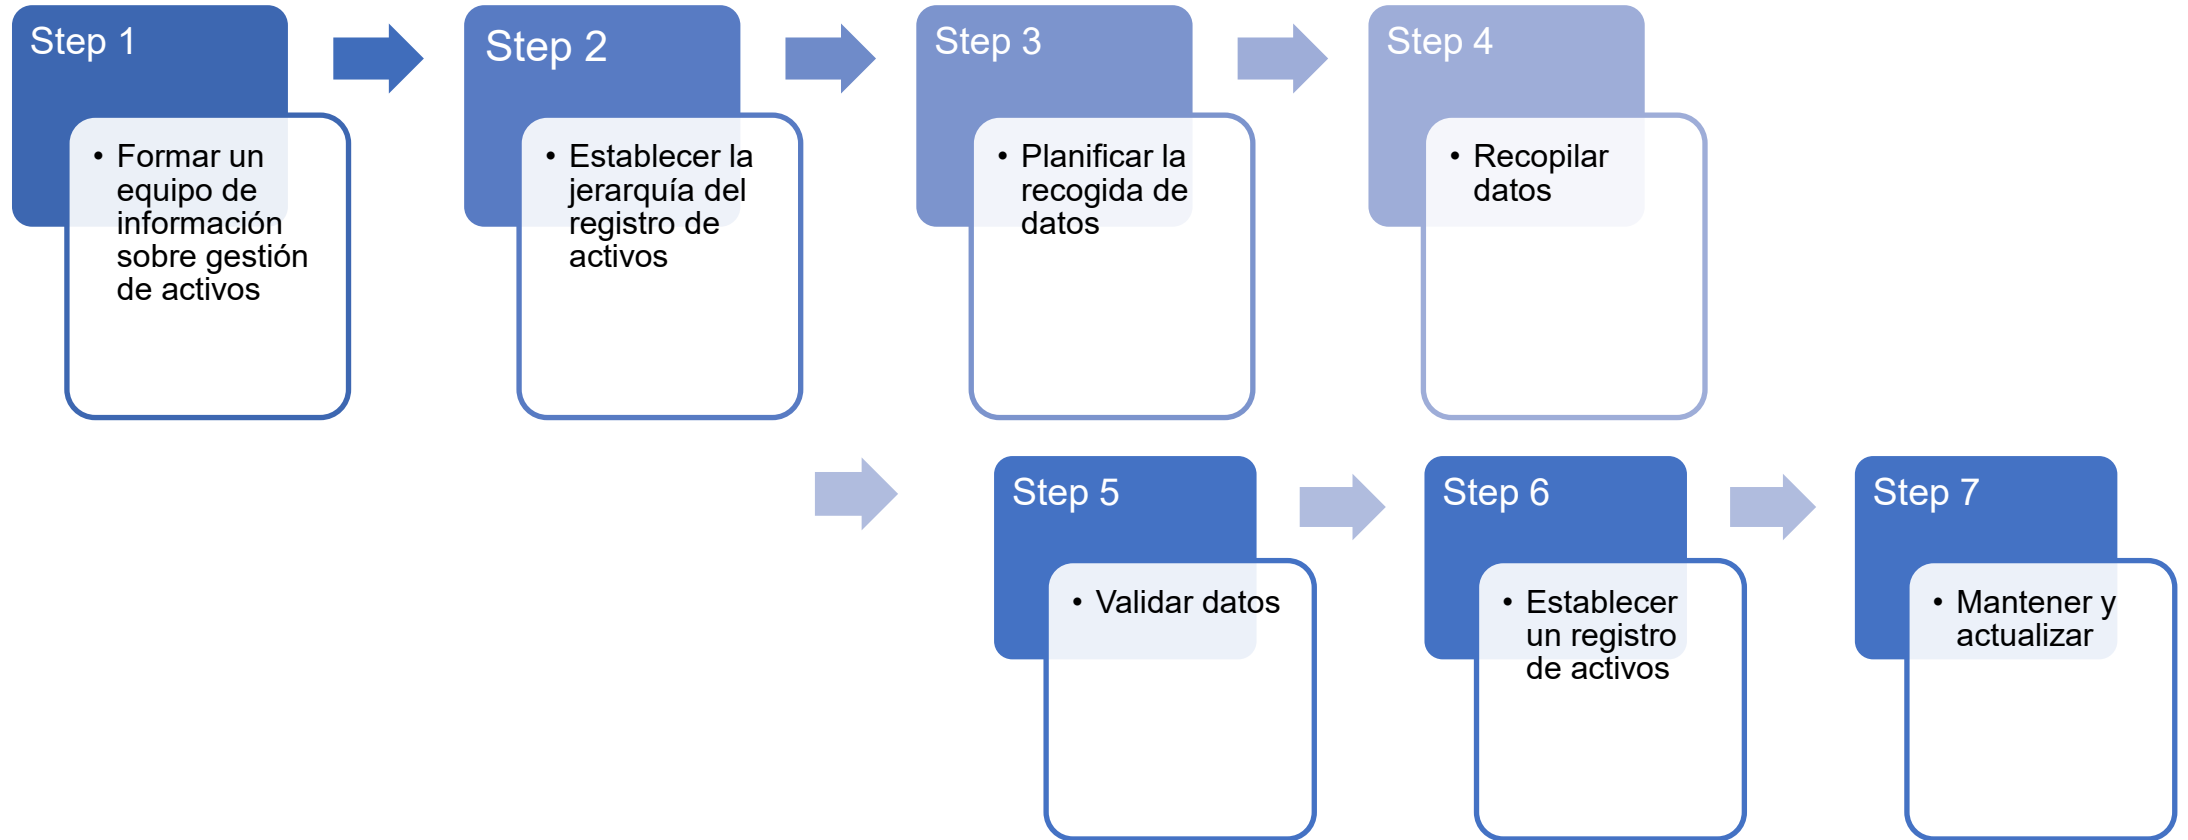 Step 1
• Formar un
equipo de
información
sobre gestión
de activos
Step 2
• Establecer la
jerarquía del
registro de
activos
Step 3
• Planificar la
recogida de
datos
Step 4
• Recopilar
datos
Step 5
• Validar datos
Step 6
• Establecer
un registro
de activos
Step 7
• Mantener y
actualizar